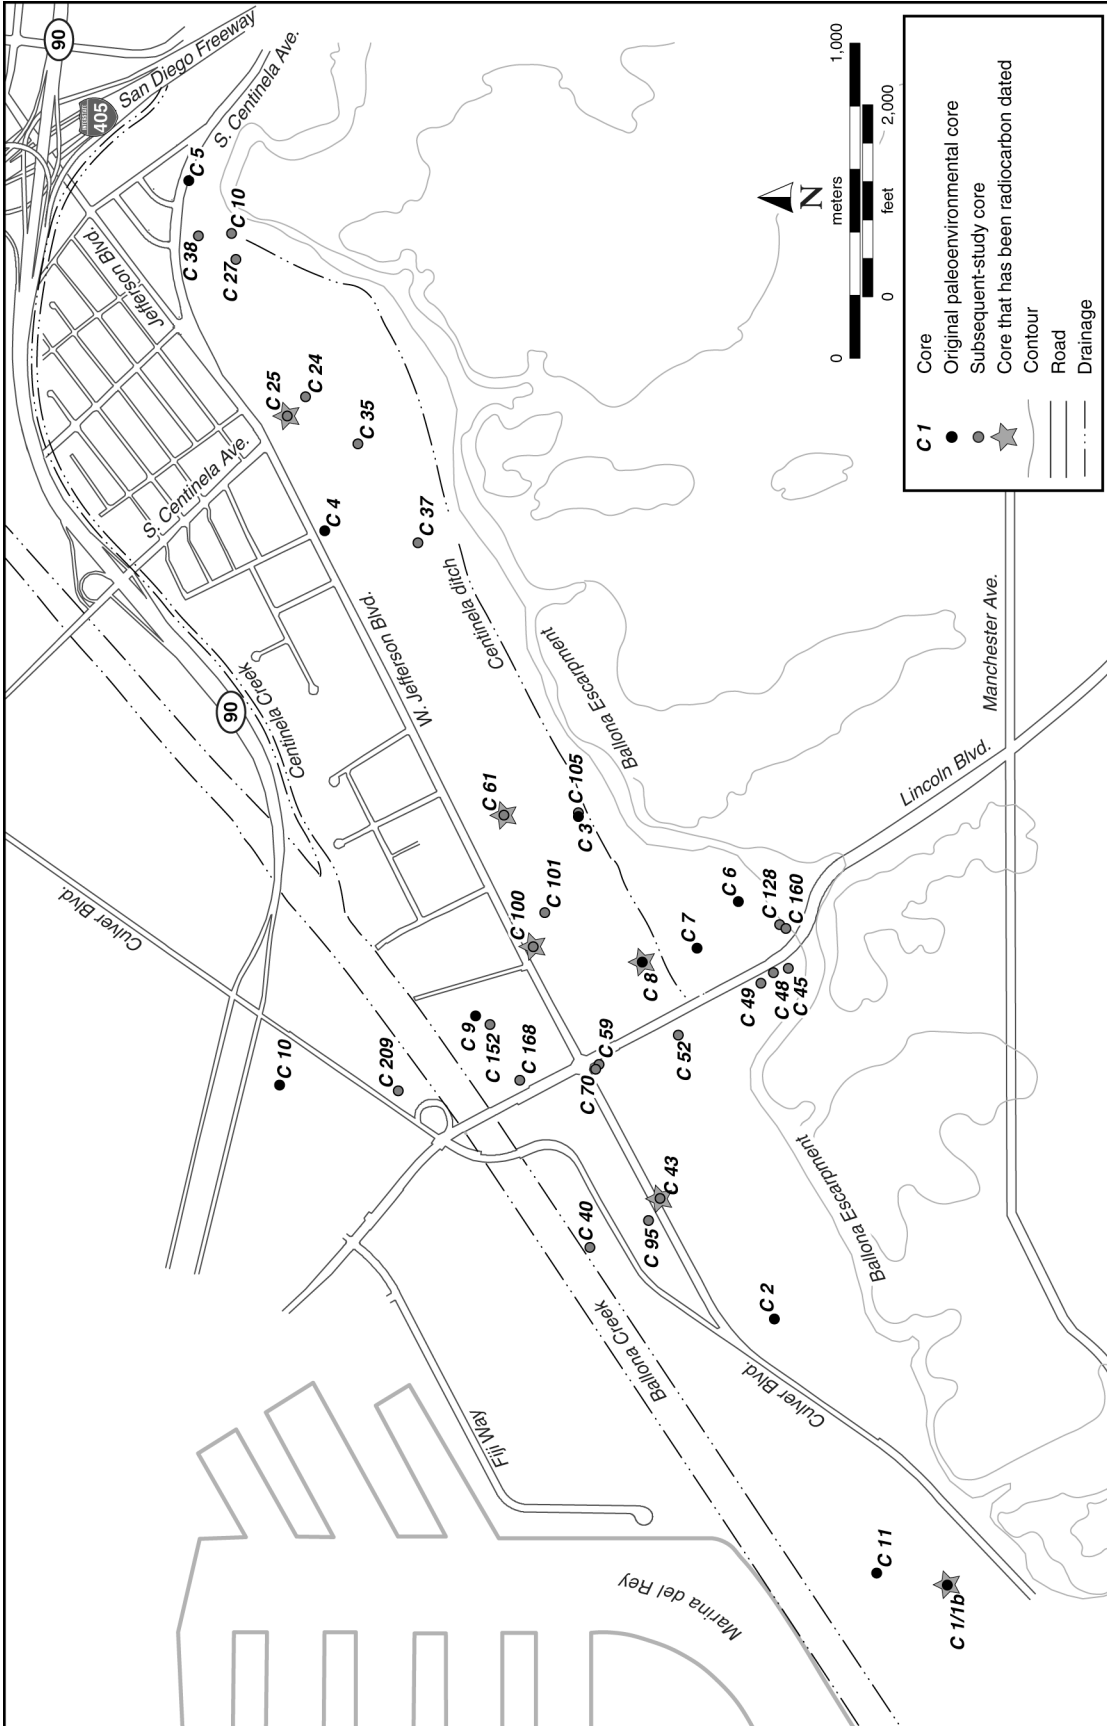 90
San Diego Freeway
INTERSTATE
405
S. Centinela Ave.
C 5
C 10
C 38
C 27
Jefferson Blvd.
C 25
C 24
C 35
S. Centinela Ave.
C 4
C 37
W. Jefferson Blvd.
Centinela ditch
Ballona Escarpment
90
Centinela Creek
C 61
C 105
C 3
C 101
C 100
Culver Blvd.
C 6
C 128
C 160
C 7
C 8
C 49
C 48
C 45
Lincoln Blvd.
Manchester Ave.
C 9
C 152
C 168
C 10
C 209
C 59
C 70
C 52
C 43
C 95
C 40
Ballona Escarpment
C 2
Ballona Creek
Culver Blvd.
Fiji Way
Marina del Rey
C 11
C 1/1b
N
0 meters 1,000
0 feet 2,000
C 1 Core
Original paleoenvironmental core
Subsequent-study core
Core that has been radiocarbon dated
Contour
Road
Drainage